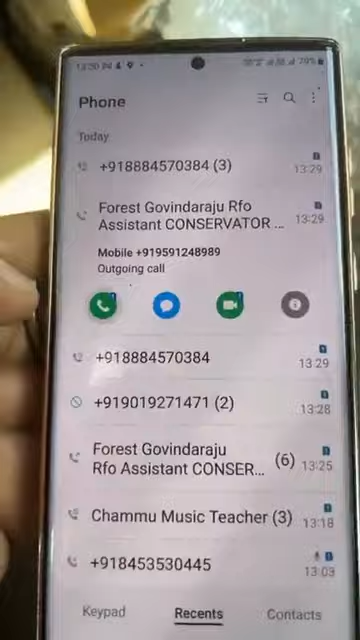 Phone
Today
+918884570384 (3)
13:29
Forest Govindaraju Rfo
Assistant CONSERVATOR ...
13:29
Mobile +919591248989
Outgoing call
+918884570384
13:29
+919019271471 (2)
13:28
Forest Govindaraju
Rfo Assistant CONSER... (6)
13:25
Chammu Music Teacher (3)
13:18
+918453530445
13:03
Keypad Recents Contacts